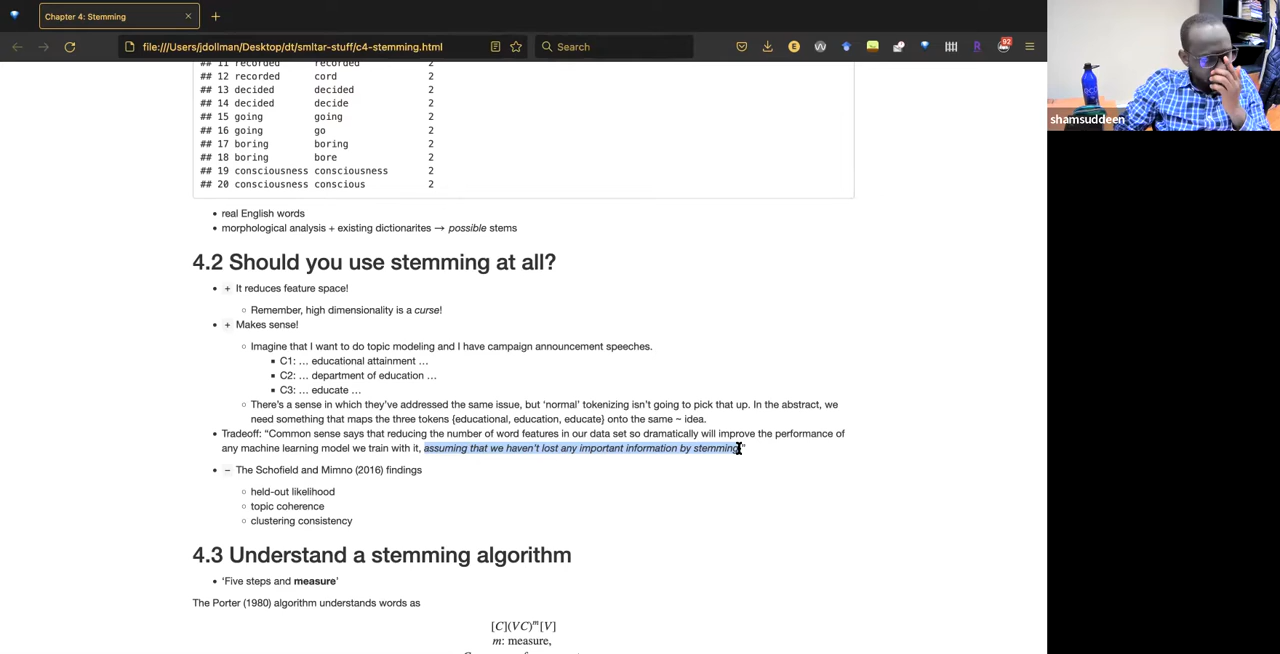 Chapter 4: Stemming
file:///Users/jdollman/Desktop/dt/smltar-stuff/c4-stemming.html
Search
92
shamsuddeen
## 11 recorded recorded 2
## 12 recorded cord 2
## 13 decided decided 2
## 14 decided decide 2
## 15 going going 2
## 16 going go 2
## 17 boring boring 2
## 18 boring bore 2
## 19 consciousness consciousness 2
## 20 consciousness conscious 2
• real English words
• morphological analysis + existing dictionarites → possible stems
4.2 Should you use stemming at all?
• + It reduces feature space!
◦ Remember, high dimensionality is a curse!
• + Makes sense!
◦ Imagine that I want to do topic modeling and I have campaign announcement speeches.
▪ C1: … educational attainment …
▪ C2: … department of education …
▪ C3: … educate …
◦ There’s a sense in which they’ve addressed the same issue, but ‘normal’ tokenizing isn’t going to pick that up. In the abstract, we
need something that maps the three tokens {educational, education, educate} onto the same ~ idea.
• Tradeoff: “Common sense says that reducing the number of word features in our data set so dramatically will improve the performance of
any machine learning model we train with it, assuming that we haven’t lost any important information by stemming”
• − The Schofield and Mimno (2016) findings
◦ held-out likelihood
◦ topic coherence
◦ clustering consistency
4.3 Understand a stemming algorithm
• ‘Five steps and measure’
The Porter (1980) algorithm understands words as
[C](VC)^m[V]
m: measure,